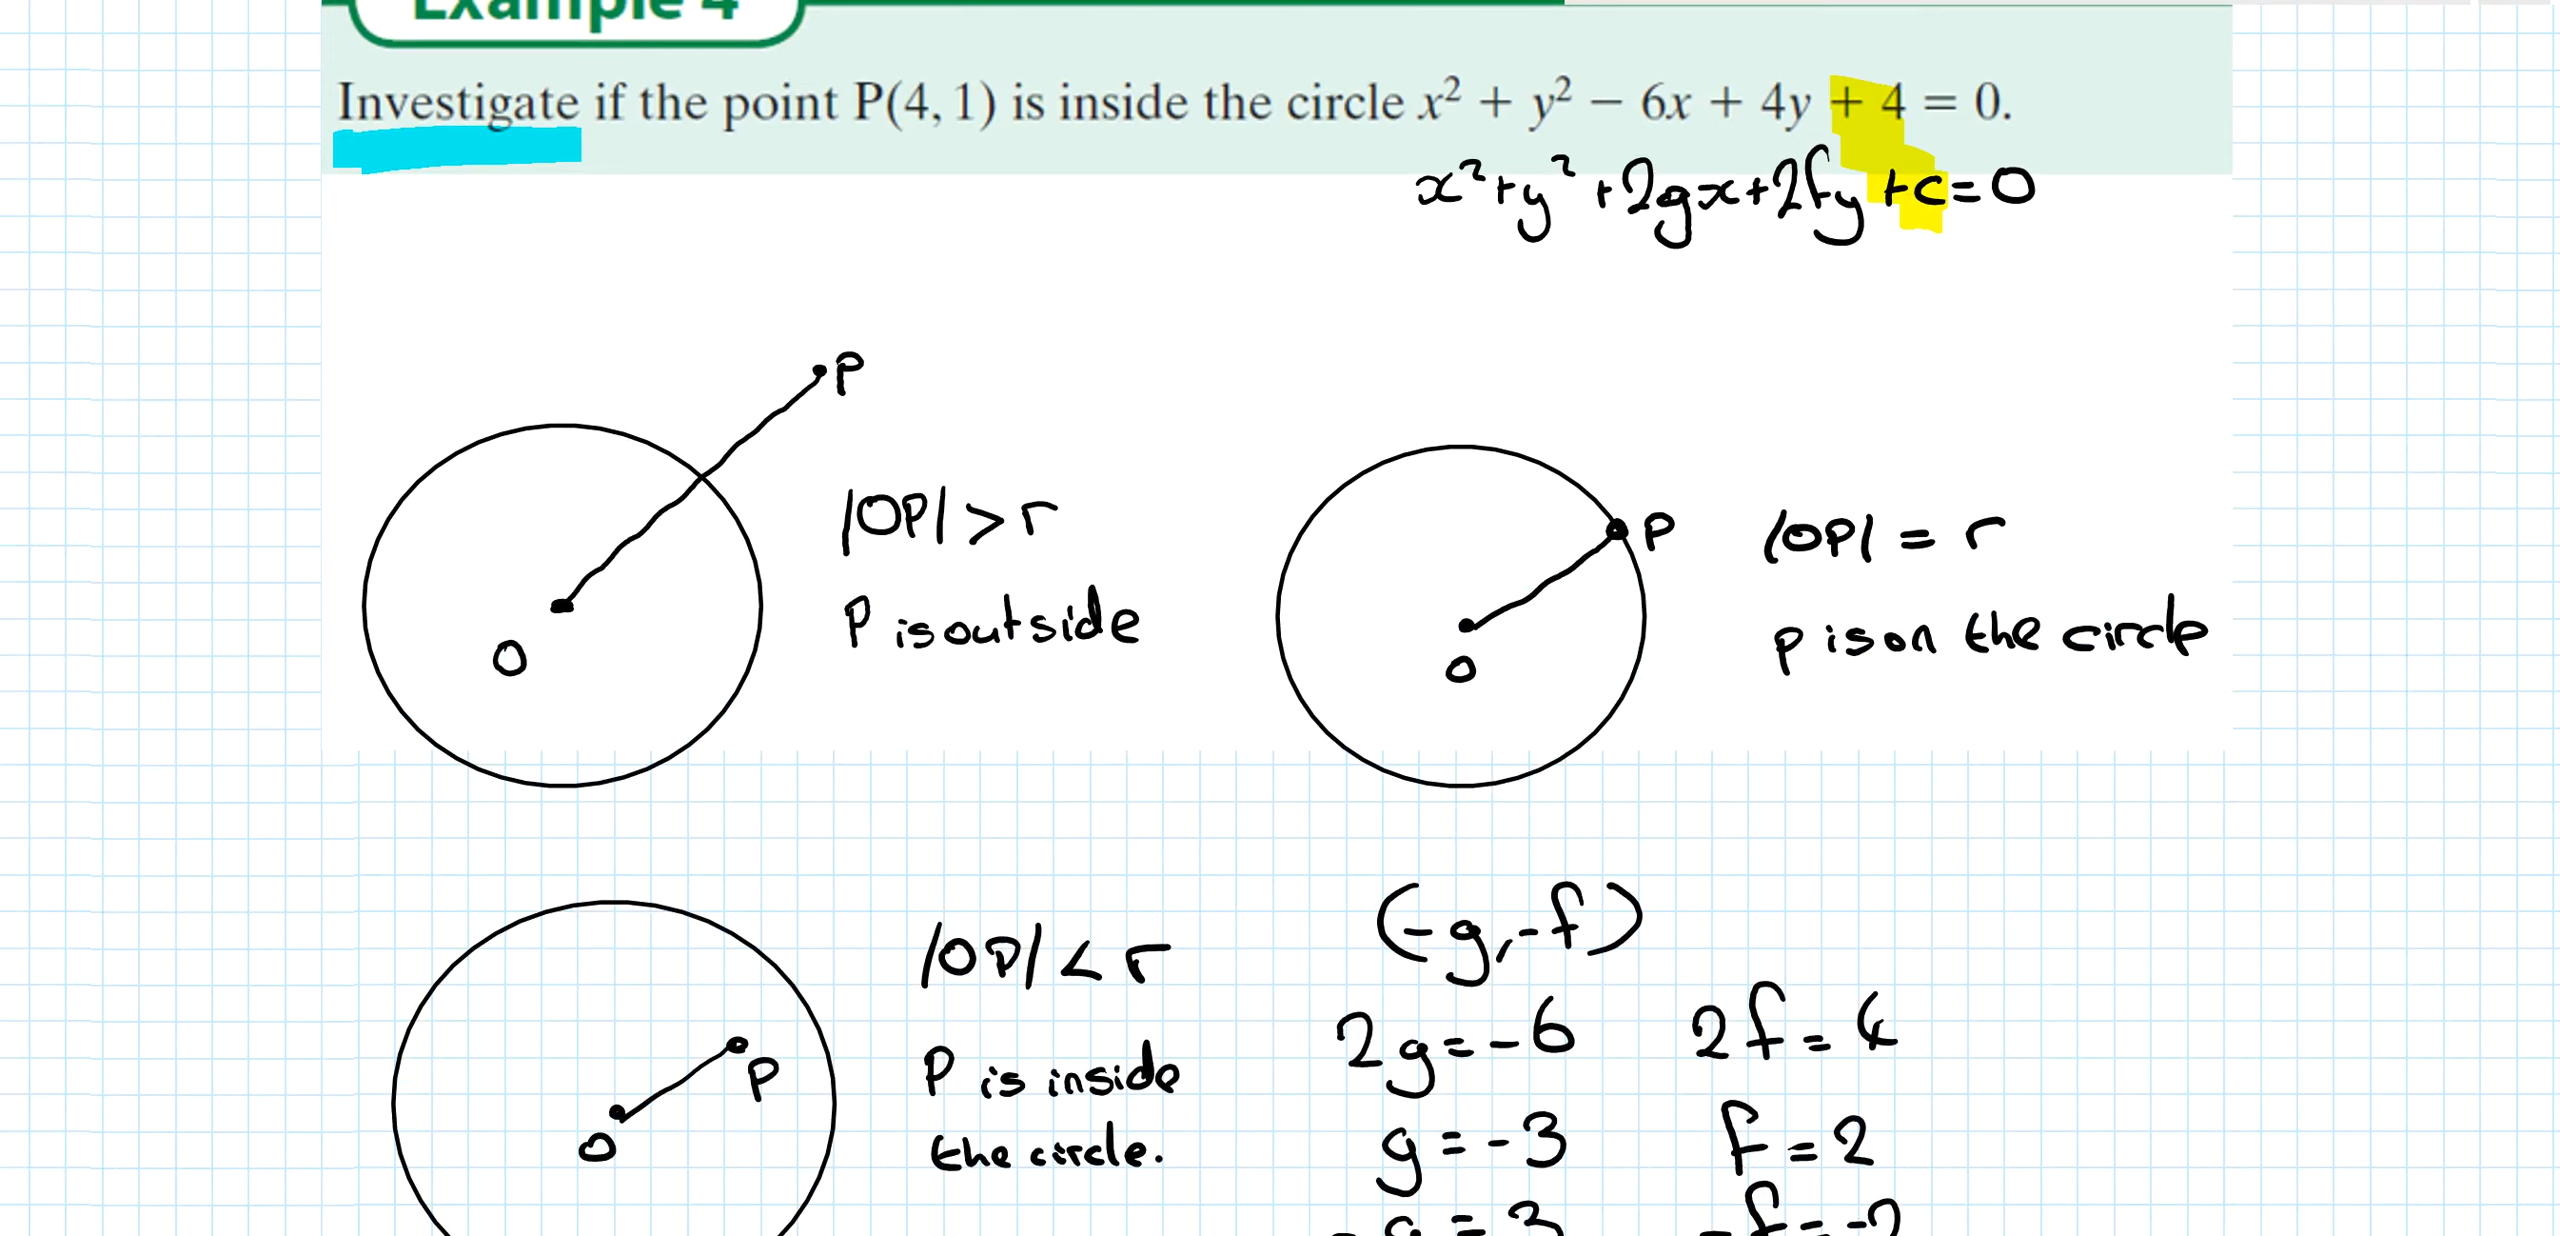 Example 4
Investigate if the point P(4, 1) is inside the circle x² + y² − 6x + 4y + 4 = 0.
x²+y²+2gx+2fy+c=0
P
|OP| > r
P is outside
O
P
|OP| = r
P is on the circle
O
|OP| < r
P is inside
the circle.
P
O
(-g,-f)
2g=-6 2f=4
g=-3 f=2
-g=3 -f=-2